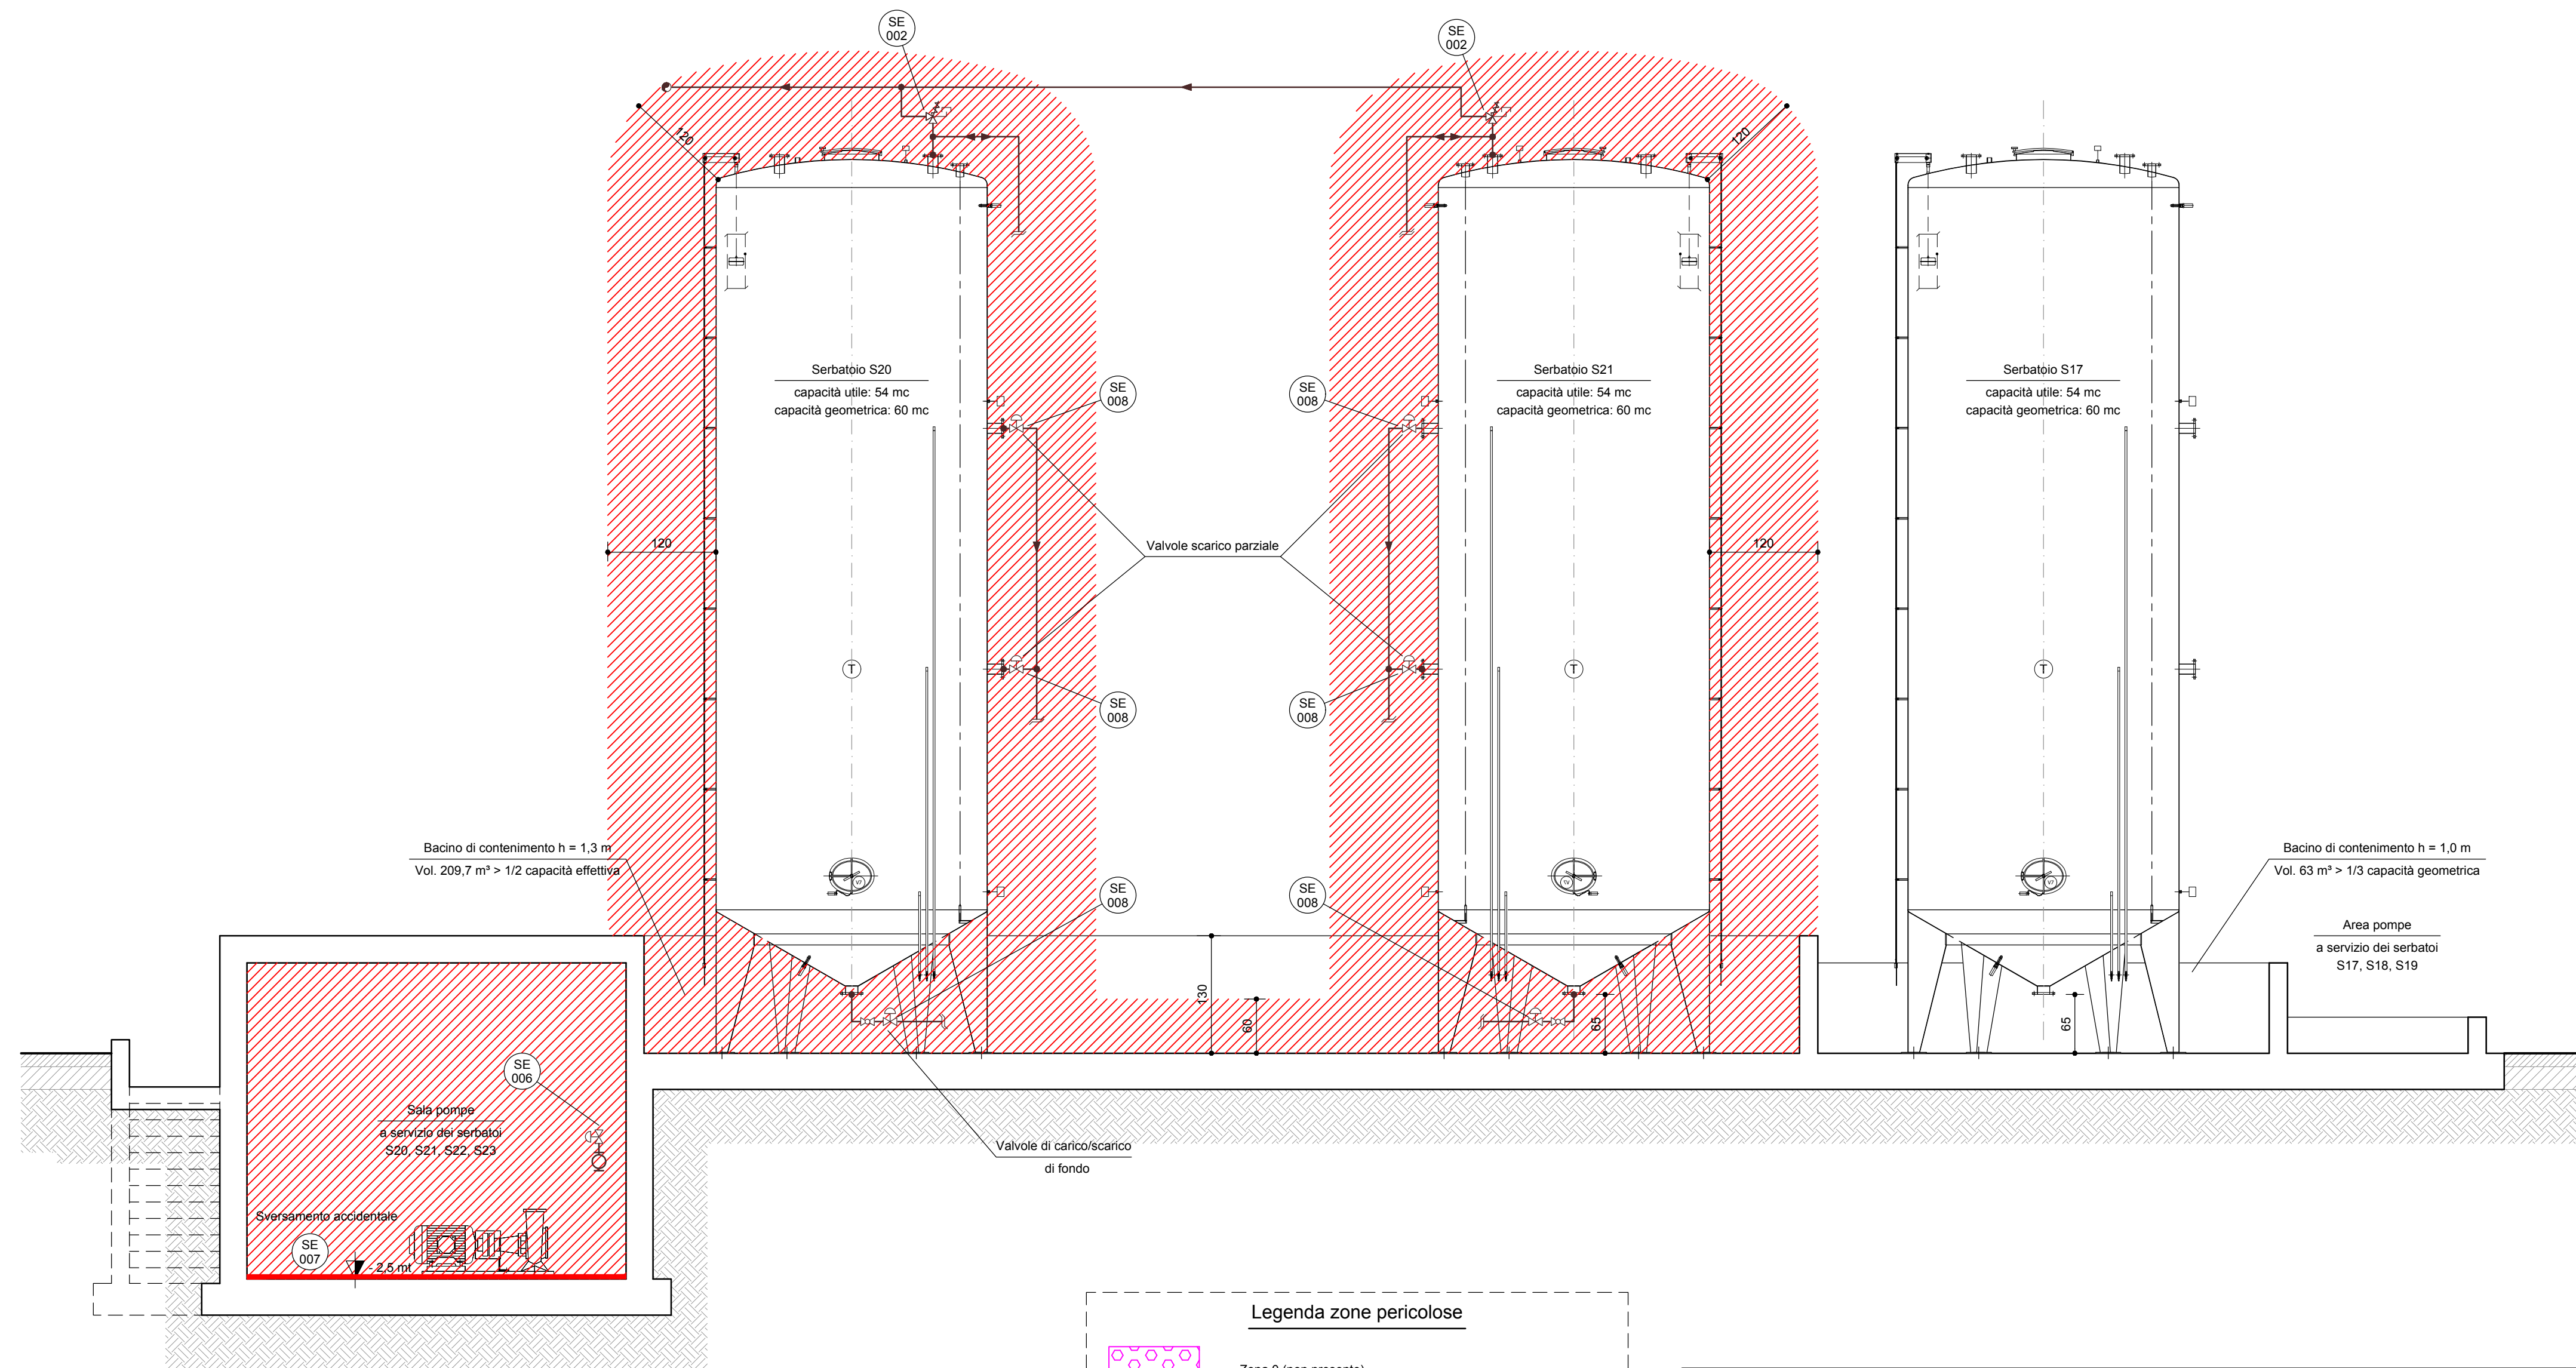 SE
002
SE
002
120
120
Serbatoio S20
capacità utile: 54 mc
capacità geometrica: 60 mc
SE
008
SE
008
Serbatoio S21
capacità utile: 54 mc
capacità geometrica: 60 mc
Serbatoio S17
capacità utile: 54 mc
capacità geometrica: 60 mc
120
Valvole scarico parziale
120
T
T
T
SE
008
SE
008
Bacino di contenimento h = 1,3 m
Vol. 209,7 m³ > 1/2 capacità effettiva
SE
008
SE
008
Bacino di contenimento h = 1,0 m
Vol. 63 m³ > 1/3 capacità geometrica
Area pompe
a servizio dei serbatoi
S17, S18, S19
130
60
65
65
SE
006
Sala pompe
a servizio dei serbatoi
S20, S21, S22, S23
Valvole di carico/scarico
di fondo
Sversamento accidentale
SE
007
- 2,5 mt
Legenda zone pericolose
Zona 0 (non presente)